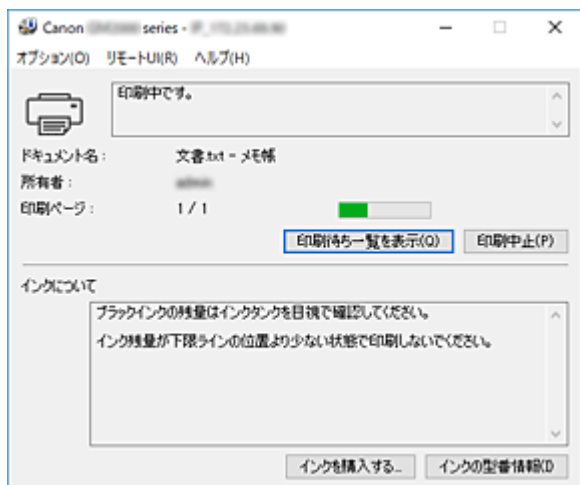 Canon series -
オプション(O) リモートUI(R) ヘルプ(H)
印刷中です。
ドキュメント名： 文書.txt - メモ帳
所有者：
印刷ページ： 1 / 1
印刷待ち一覧を表示(Q) 印刷中止(P)
インクについて
ブラックインクの残量はインクタンクを目視で確認してください。
インク残量が下限ラインの位置より少ない状態で印刷しないでください。
インクを購入する... インクの型番情報(D